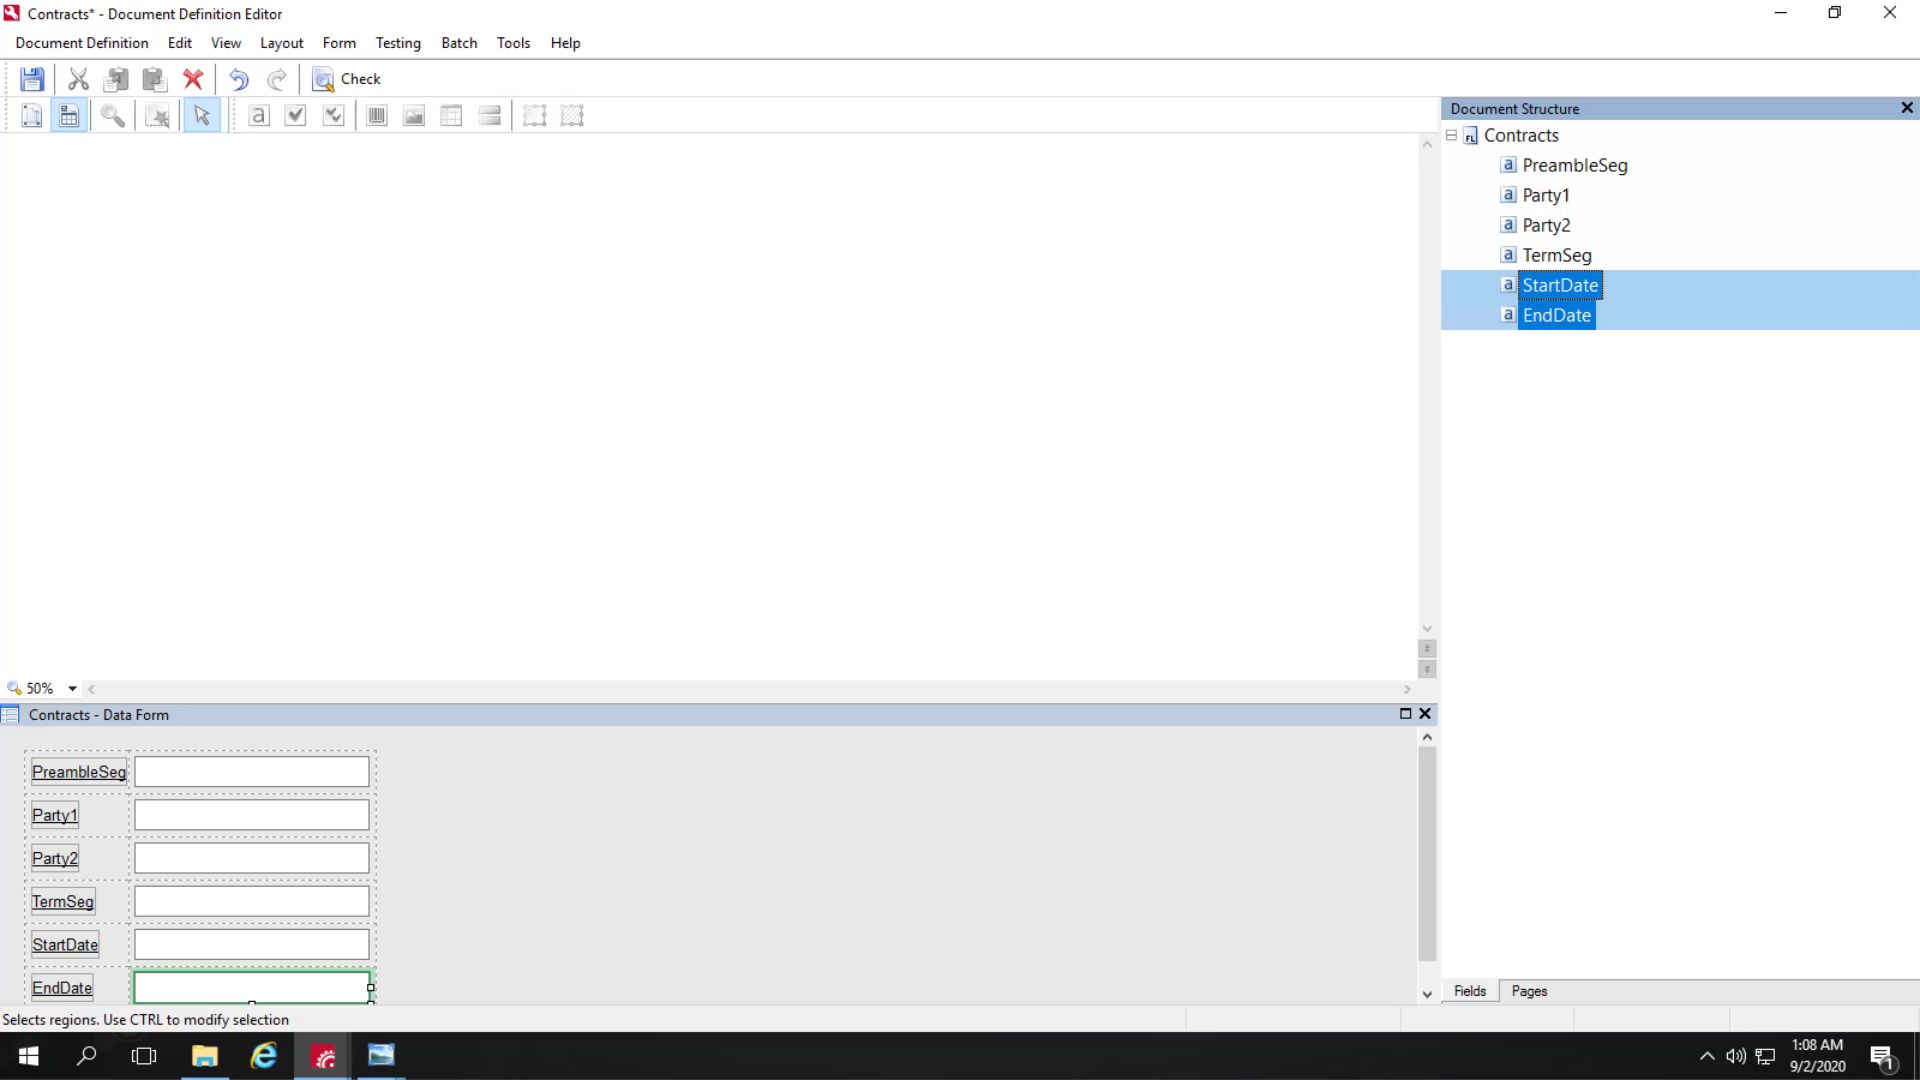 Contracts* - Document Definition Editor
Document Definition Edit View Layout Form Testing Batch Tools Help
Check
Document Structure
Contracts
PreambleSeg
Party1
Party2
TermSeg
StartDate
EndDate
50%
Contracts - Data Form
PreambleSeg
Party1
Party2
TermSeg
StartDate
EndDate
Fields Pages
Selects regions. Use CTRL to modify selection
1:08 AM
9/2/2020
1